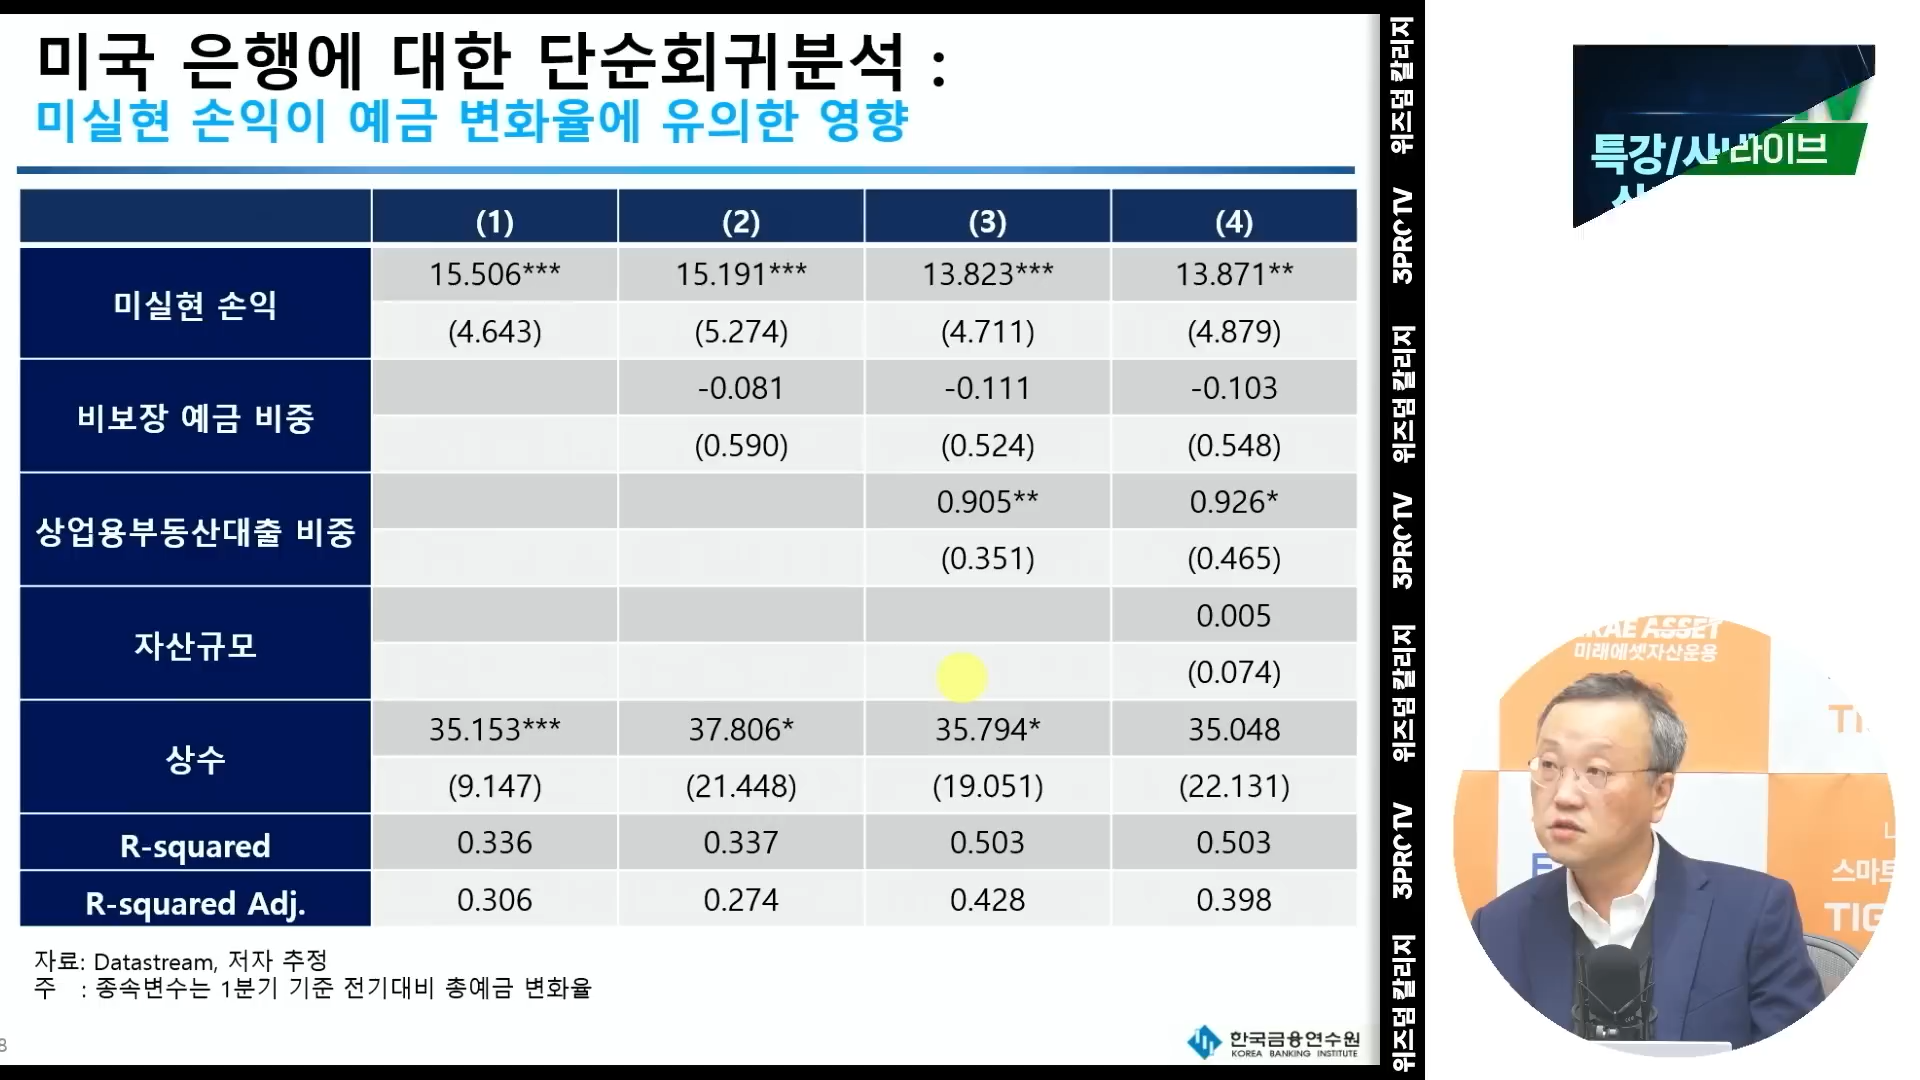 미국 은행에 대한 단순회귀분석 :
미실현 손익이 예금 변화율에 유의한 영향
(1) (2) (3) (4)
미실현 손익 15.506*** 15.191*** 13.823*** 13.871**
(4.643) (5.274) (4.711) (4.879)
비보장 예금 비중 -0.081 -0.111 -0.103
(0.590) (0.524) (0.548)
상업용부동산대출 비중 0.905** 0.926*
(0.351) (0.465)
자산규모 0.005
(0.074)
상수 35.153*** 37.806* 35.794* 35.048
(9.147) (21.448) (19.051) (22.131)
R-squared 0.336 0.337 0.503 0.503
R-squared Adj. 0.306 0.274 0.428 0.398
자료: Datastream, 저자 추정
주 : 종속변수는 1분기 기준 전기대비 총예금 변화율
8
한국금융연수원
KOREA BANKING INSTITUTE
위즈덤 칼리지
3PROTV
위즈덤 칼리지
3PROTV
위즈덤 칼리지
3PROTV
위즈덤 칼리지
특강/사
라이브
ASSET
미래에셋자산운용
스마트
TIG